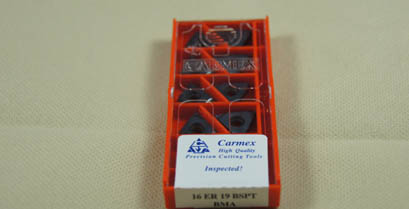 CARMEX
Carmex
High Quality
Precision Cutting Tools
Inspected!
16 ER 19 BSPT
BMA